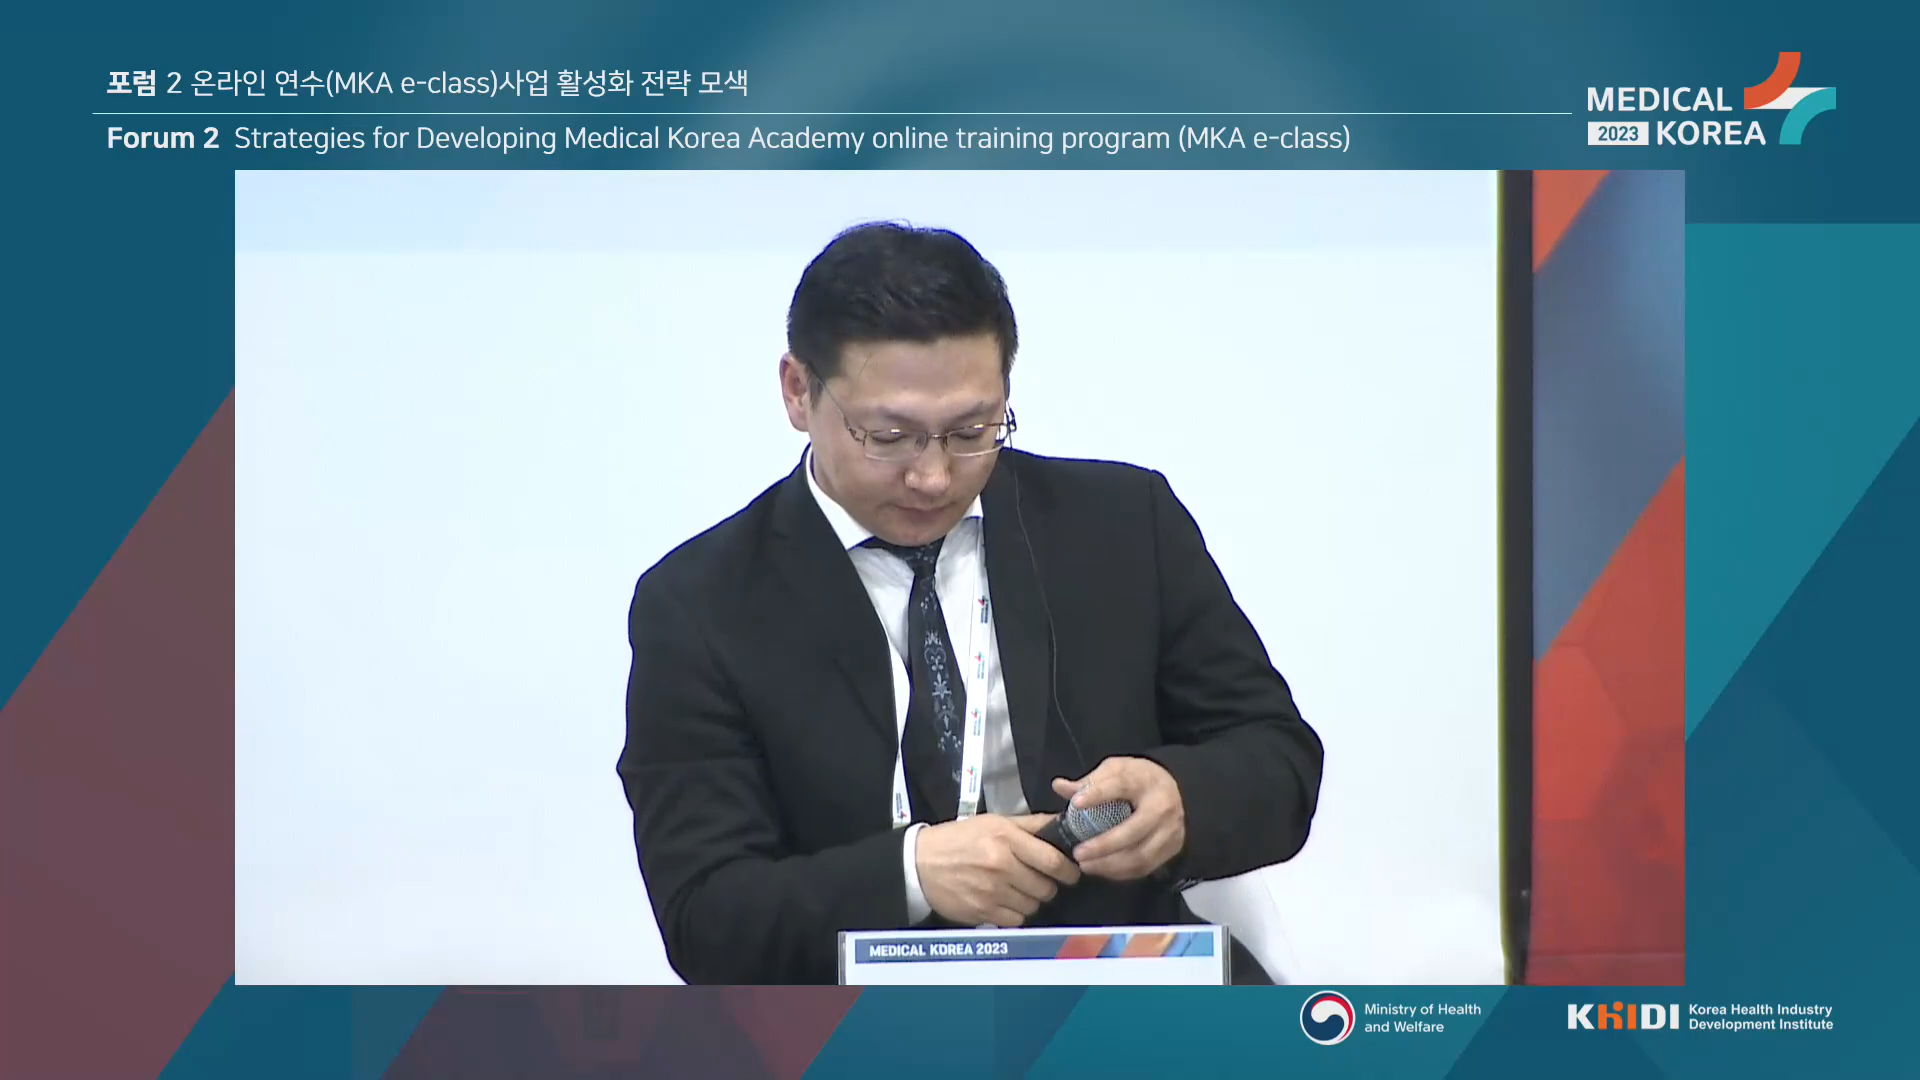 포럼 2 온라인 연수(MKA e-class)사업 활성화 전략 모색
Forum 2 Strategies for Developing Medical Korea Academy online training program (MKA e-class)
MEDICAL
2023 KOREA
MEDICAL KOREA 2023
Ministry of Health
and Welfare
KHIDI
Korea Health Industry
Development Institute